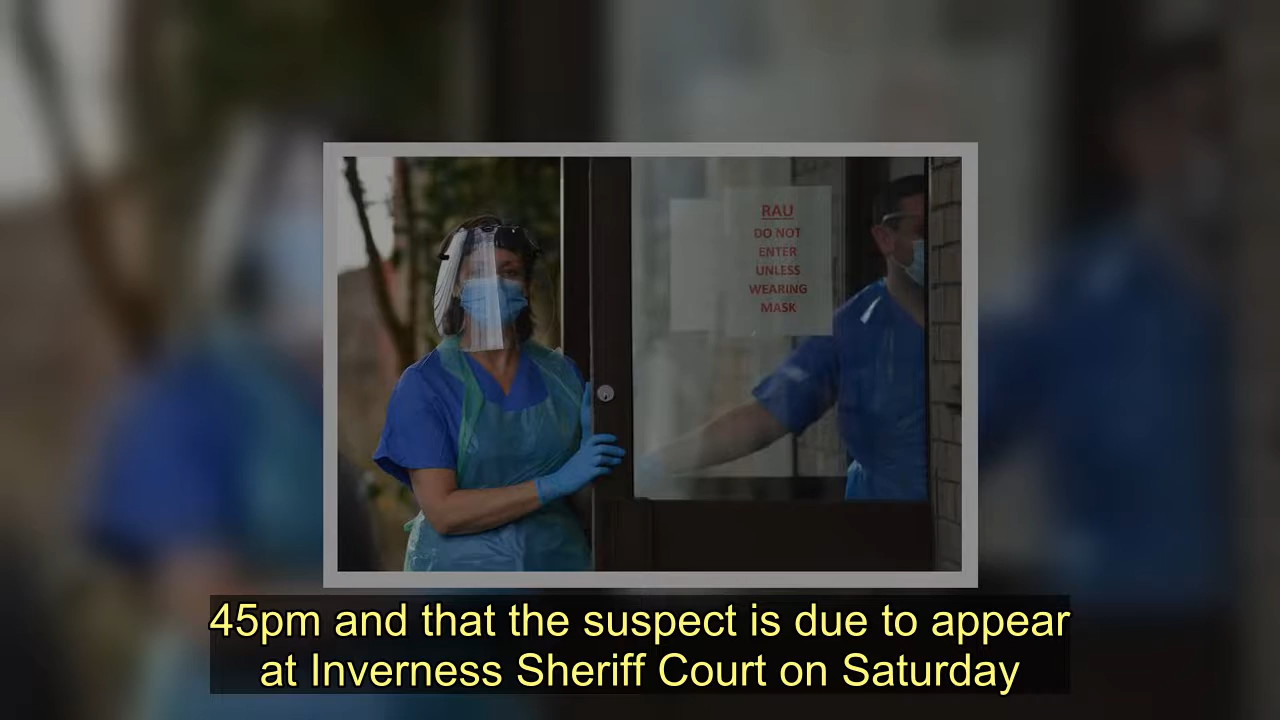 RAU
DO NOT
ENTER
UNLESS
WEARING
MASK
45pm and that the suspect is due to appear
at Inverness Sheriff Court on Saturday